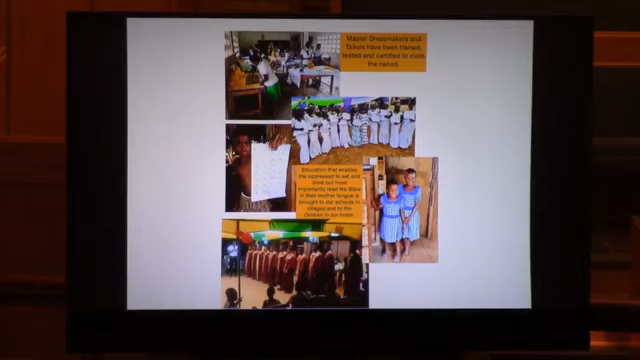 Master Dressmakers and
Tailors have been trained,
tested and certified to cloth
the naked.
Education that enables
the oppressed to eat and
drink but most
importantly read the Bible
in their mother tongue is
brought to our schools in
villages and to the
children in our home.